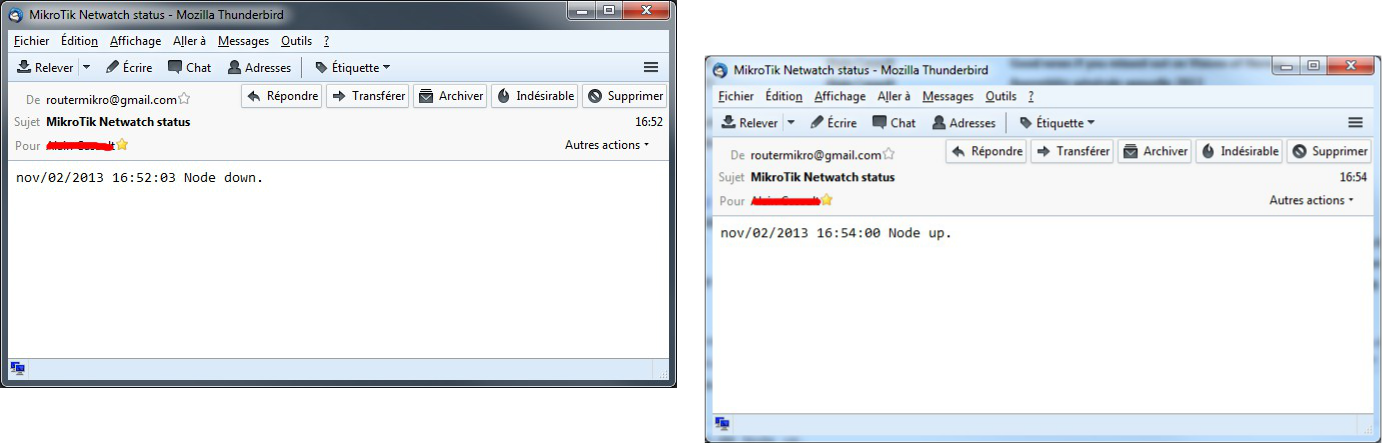 MikroTik Netwatch status - Mozilla Thunderbird
Fichier Édition Affichage Aller à Messages Outils ?
Relever Écrire Chat Adresses Étiquette
De routermikro@gmail.com Répondre Transférer Archiver Indésirable Supprimer
Sujet MikroTik Netwatch status 16:52
Pour Autres actions
nov/02/2013 16:52:03 Node down.
MikroTik Netwatch status - Mozilla Thunderbird
Fichier Édition Affichage Aller à Messages Outils ?
Relever Écrire Chat Adresses Étiquette
De routermikro@gmail.com Répondre Transférer Archiver Indésirable Supprimer
Sujet MikroTik Netwatch status 16:54
Pour Autres actions
nov/02/2013 16:54:00 Node up.